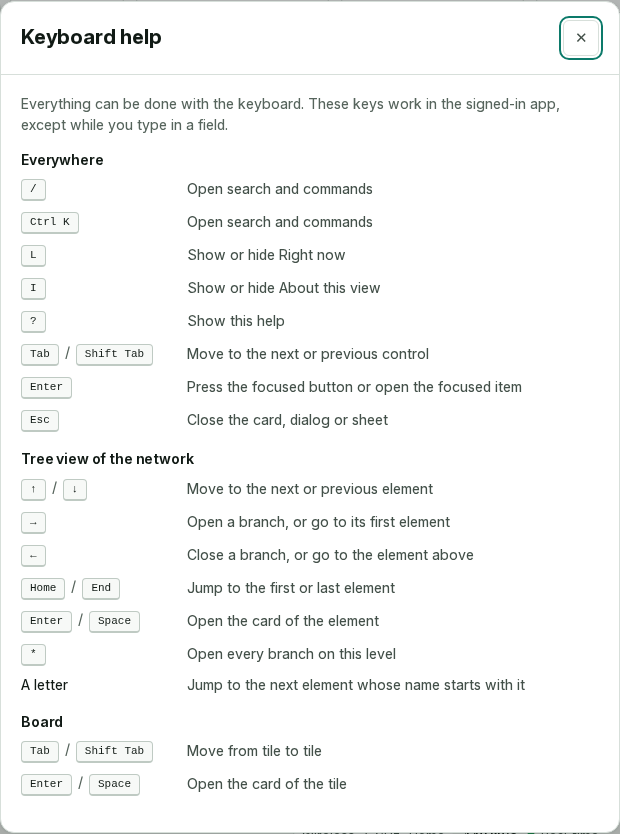 Keyboard help
✕
Everything can be done with the keyboard. These keys work in the signed-in app,
except while you type in a field.
Everywhere
/ Open search and commands
Ctrl K Open search and commands
L Show or hide Right now
I Show or hide About this view
? Show this help
Tab / Shift Tab Move to the next or previous control
Enter Press the focused button or open the focused item
Esc Close the card, dialog or sheet
Tree view of the network
↑ / ↓ Move to the next or previous element
→ Open a branch, or go to its first element
← Close a branch, or go to the element above
Home / End Jump to the first or last element
Enter / Space Open the card of the element
* Open every branch on this level
A letter Jump to the next element whose name starts with it
Board
Tab / Shift Tab Move from tile to tile
Enter / Space Open the card of the tile